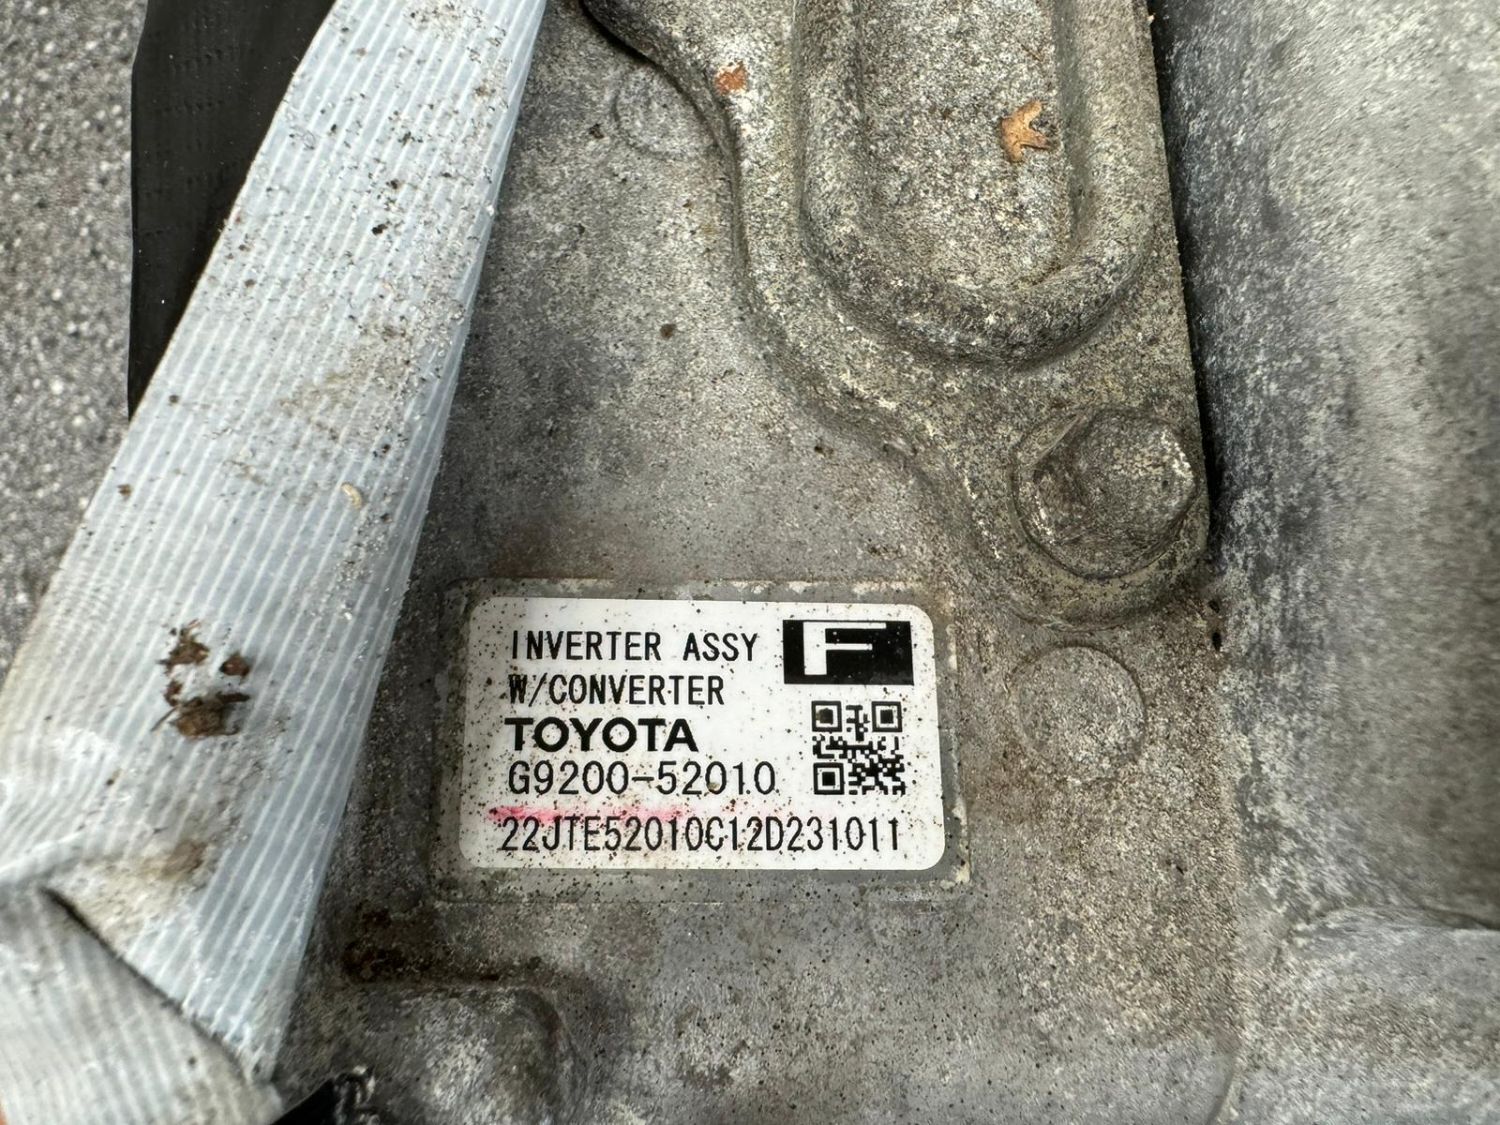 INVERTER ASSY F
W/CONVERTER
TOYOTA
G9200-52010
22JTE52010C12D231011